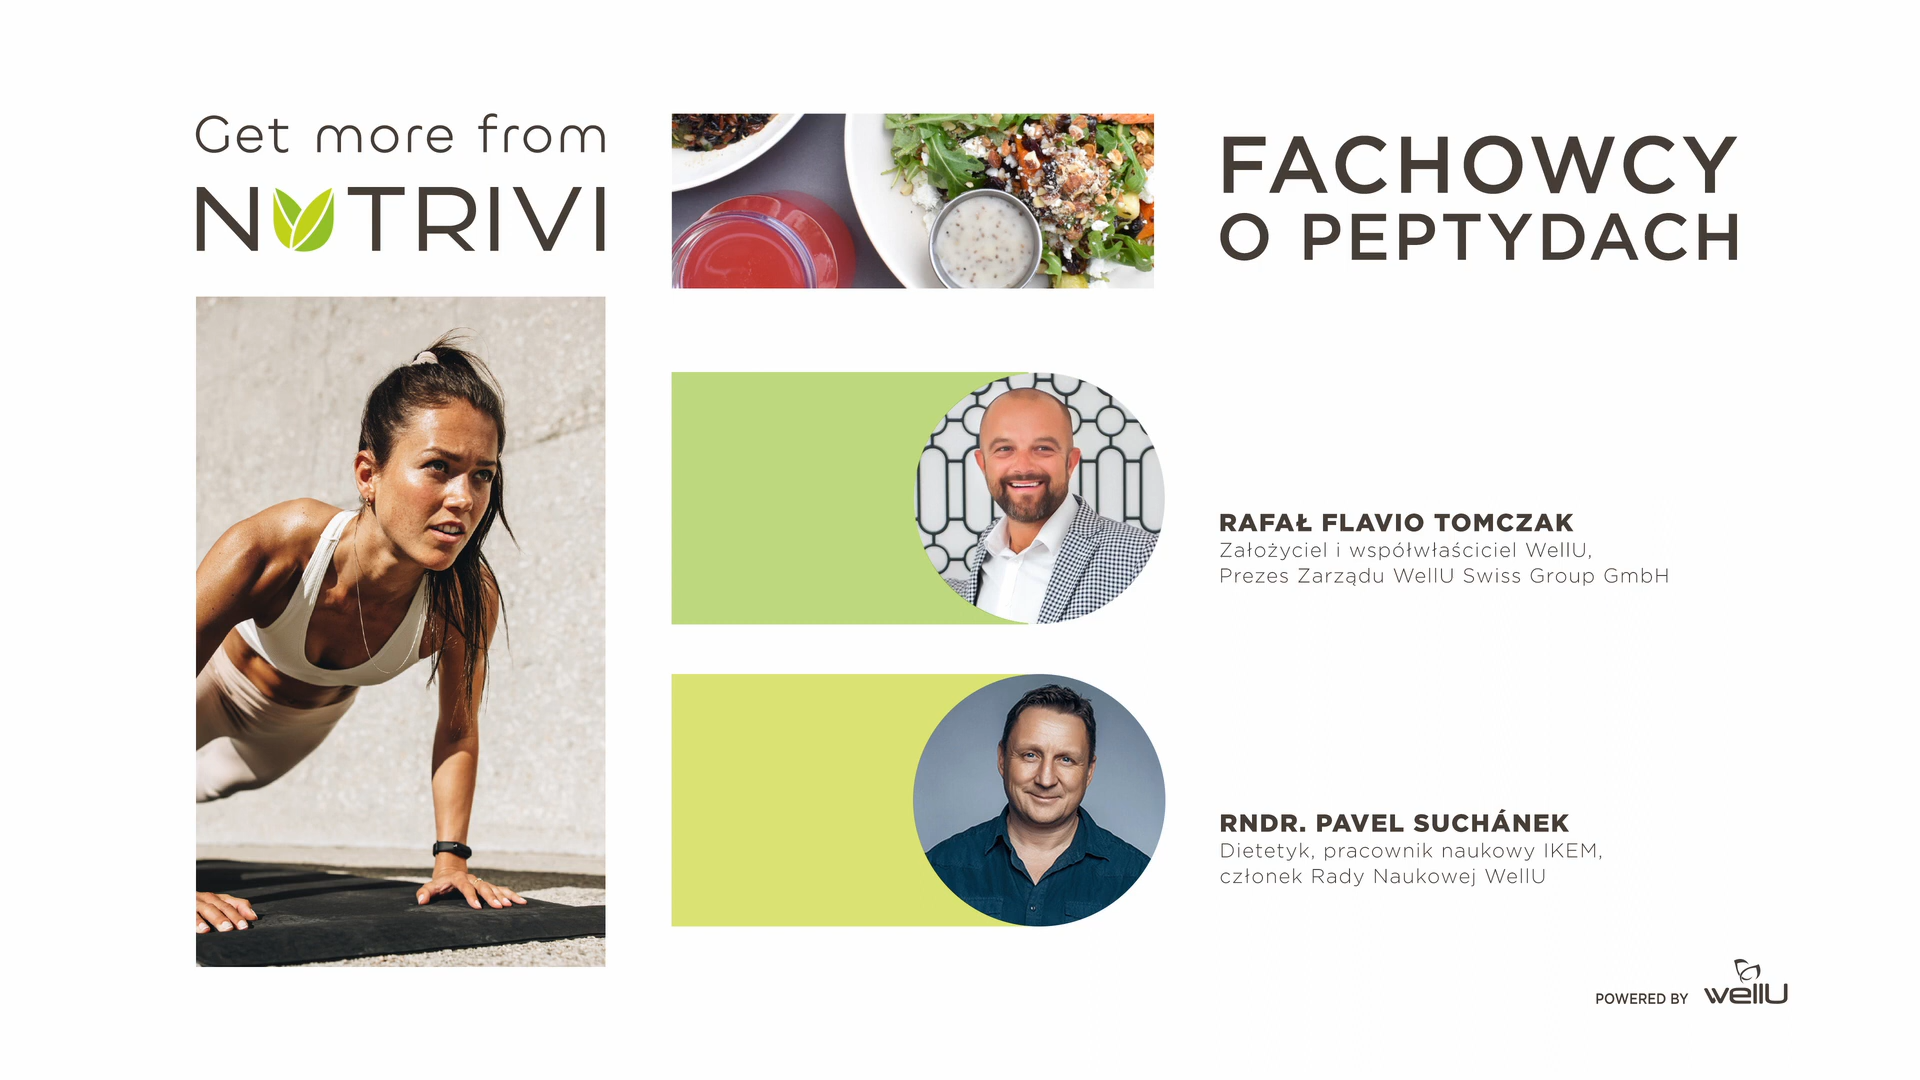 Get more from
NUTRIVI
FACHOWCY
O PEPTYDACH
RAFAŁ FLAVIO TOMCZAK
Założyciel i współwłaściciel WellU,
Prezes Zarządu WellU Swiss Group GmbH
RNDR. PAVEL SUCHÁNEK
Dietetyk, pracownik naukowy IKEM,
członek Rady Naukowej WellU
POWERED BY wellU